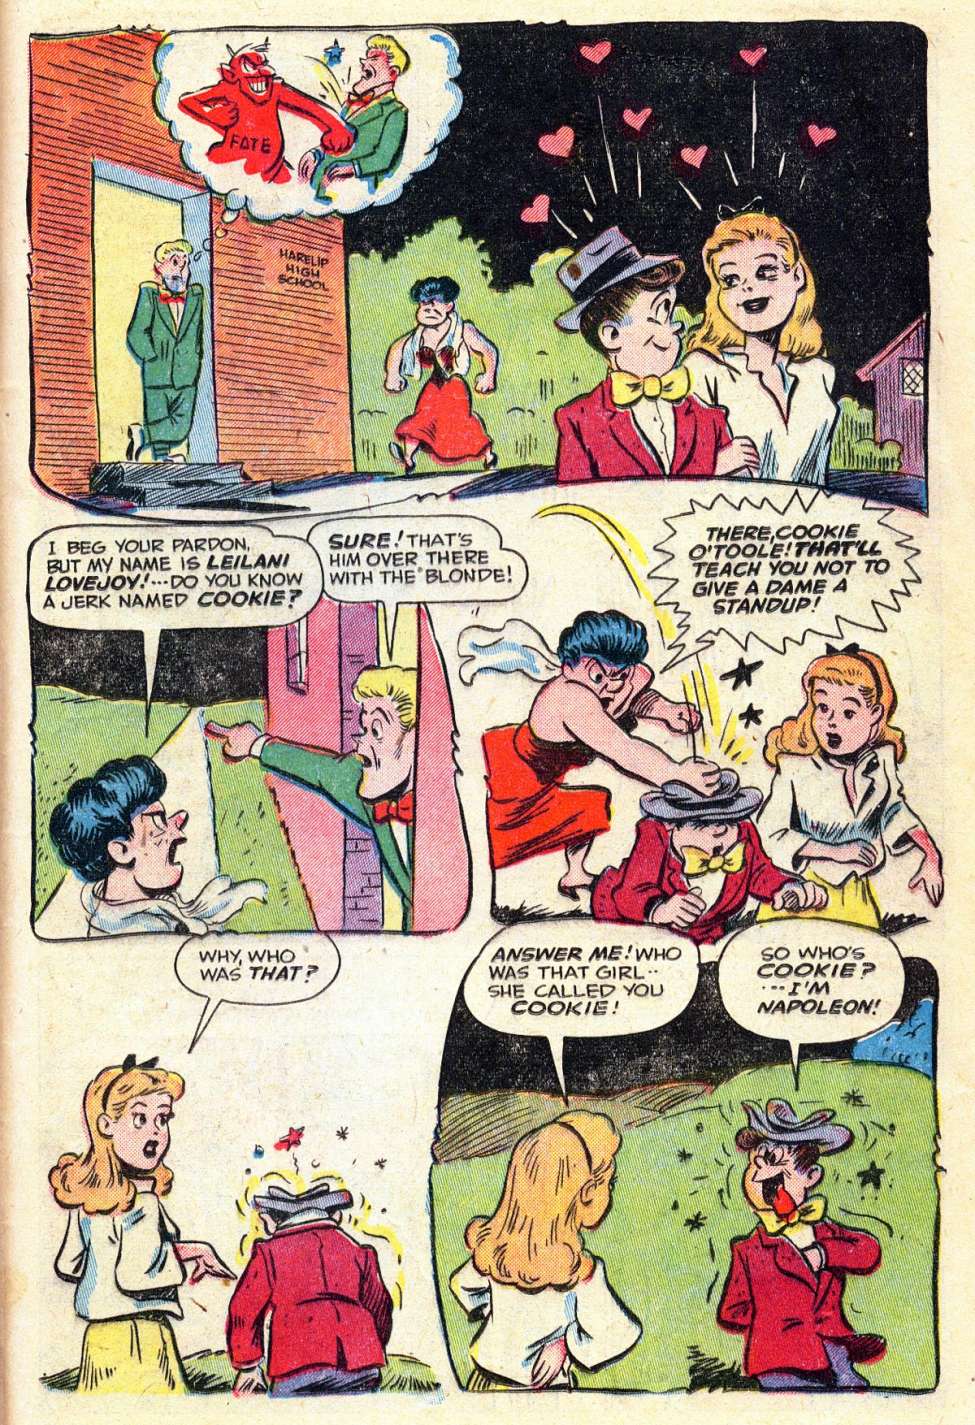 FATE
HARELIP
HIGH
SCHOOL
I BEG YOUR PARDON,
BUT MY NAME IS LEILANI
LOVEJOY!...DO YOU KNOW
A JERK NAMED COOKIE?
SURE! THAT'S
HIM OVER THERE
WITH THE BLONDE!
THERE, COOKIE
O'TOOLE! THAT'LL
TEACH YOU NOT TO
GIVE A DAME A
STANDUP!
WHY, WHO
WAS THAT?
ANSWER ME! WHO
WAS THAT GIRL--
SHE CALLED YOU
COOKIE!
SO WHO'S
COOKIE?
...I'M
NAPOLEON!